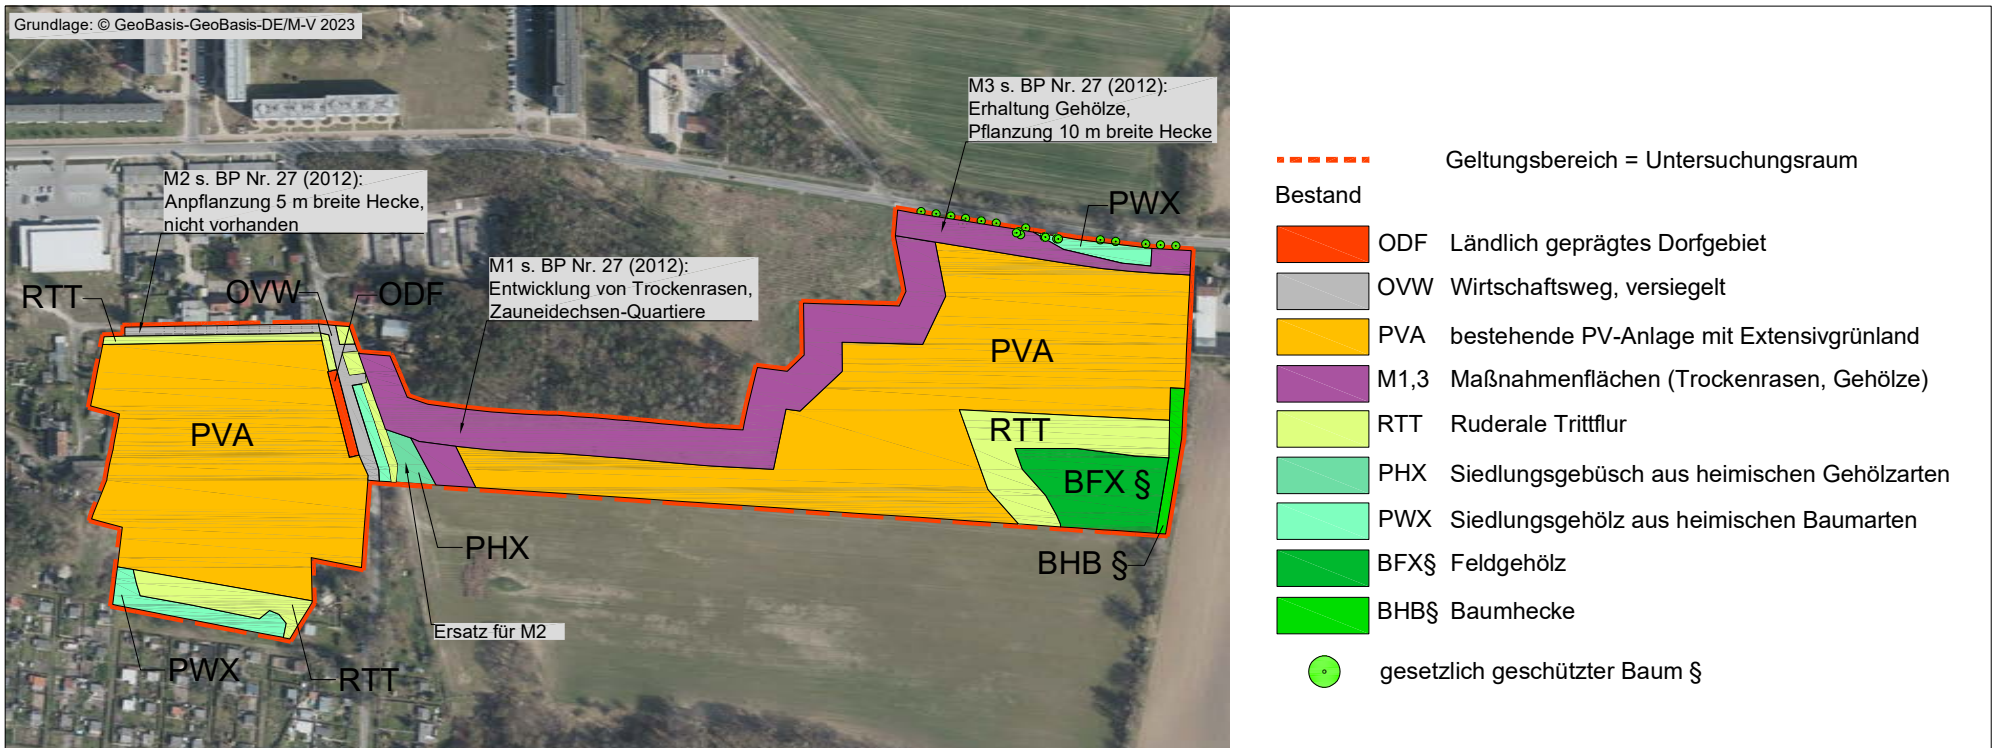 Grundlage: © GeoBasis-GeoBasis-DE/M-V 2023
M3 s. BP Nr. 27 (2012):
Erhaltung Gehölze,
Pflanzung 10 m breite Hecke
M2 s. BP Nr. 27 (2012):
Anpflanzung 5 m breite Hecke,
nicht vorhanden
PWX
M1 s. BP Nr. 27 (2012):
Entwicklung von Trockenrasen,
Zauneidechsen-Quartiere
RTT
OVW
ODF
PVA
PVA
RTT
BFX §
PHX
BHB §
Ersatz für M2
PWX
RTT
Geltungsbereich = Untersuchungsraum
Bestand
ODF Ländlich geprägtes Dorfgebiet
OVW Wirtschaftsweg, versiegelt
PVA bestehende PV-Anlage mit Extensivgrünland
M1,3 Maßnahmenflächen (Trockenrasen, Gehölze)
RTT Ruderale Trittflur
PHX Siedlungsgebüsch aus heimischen Gehölzarten
PWX Siedlungsgehölz aus heimischen Baumarten
BFX§ Feldgehölz
BHB§ Baumhecke
gesetzlich geschützter Baum §